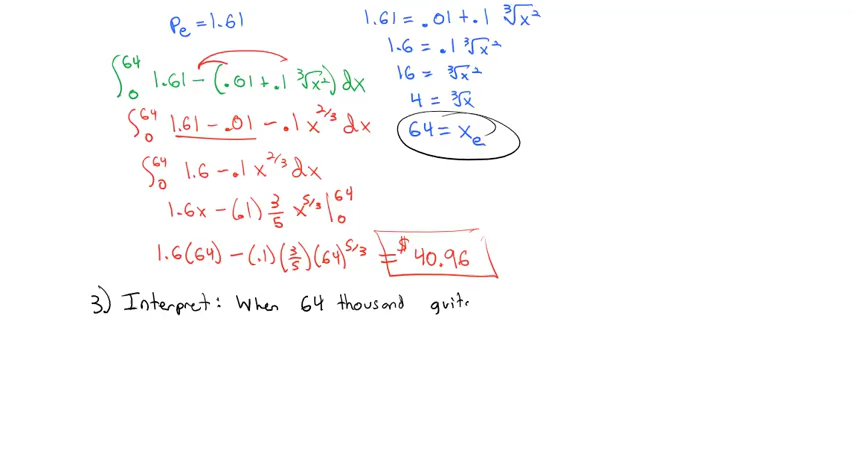 Pe = 1.61
1.61 = .01 + .1 ∛x²
1.6 = .1 ∛x²
16 = ∛x²
4 = ∛x
64 = xe
∫₀⁶⁴ 1.61 - (.01 + .1 ∛x²) dx
∫₀⁶⁴ 1.61 - .01 - .1 x^2/3 dx
∫₀⁶⁴ 1.6 - .1 x^2/3 dx
1.6x - (.1) 3/5 x^5/3 |₀⁶⁴
1.6(64) - (.1)(3/5)(64)^5/3 = $40.96
3) Interpret: When 64 thousand